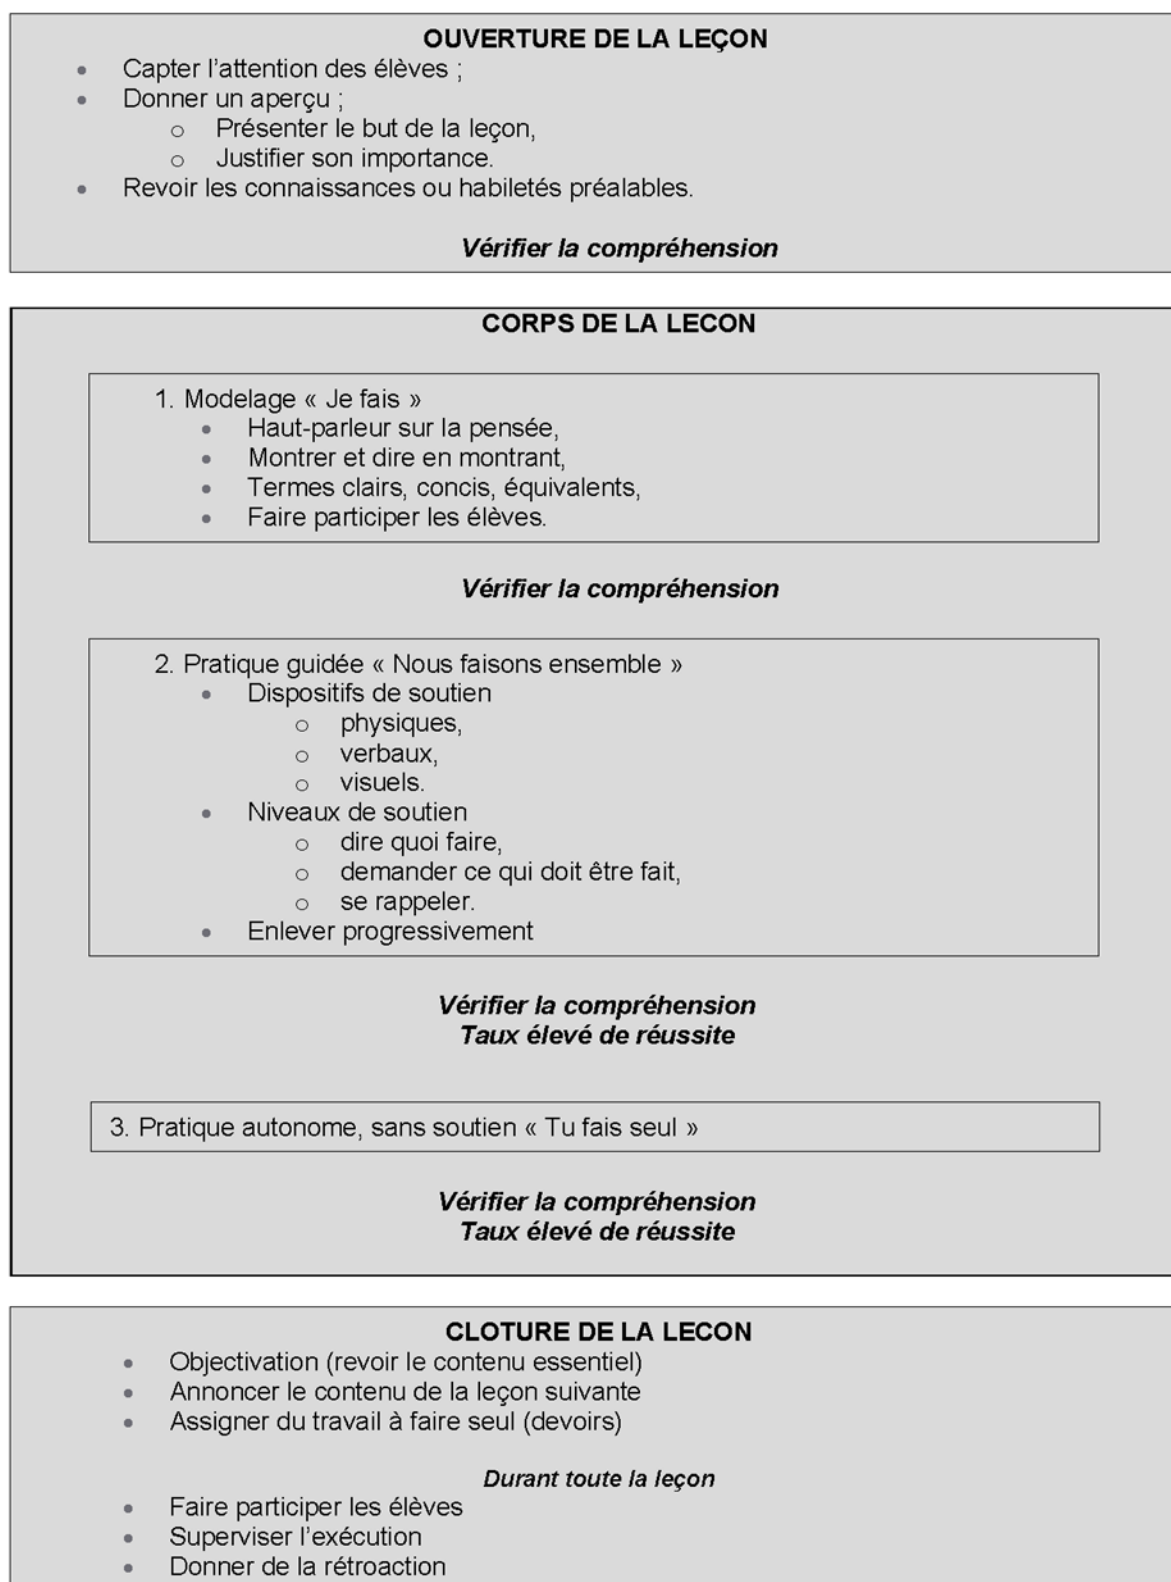 OUVERTURE DE LA LEÇON
• Capter l’attention des élèves ;
• Donner un aperçu ;
o Présenter le but de la leçon,
o Justifier son importance.
• Revoir les connaissances ou habiletés préalables.
Vérifier la compréhension
CORPS DE LA LECON
1. Modelage « Je fais »
• Haut-parleur sur la pensée,
• Montrer et dire en montrant,
• Termes clairs, concis, équivalents,
• Faire participer les élèves.
Vérifier la compréhension
2. Pratique guidée « Nous faisons ensemble »
• Dispositifs de soutien
o physiques,
o verbaux,
o visuels.
• Niveaux de soutien
o dire quoi faire,
o demander ce qui doit être fait,
o se rappeler.
• Enlever progressivement
Vérifier la compréhension
Taux élevé de réussite
3. Pratique autonome, sans soutien « Tu fais seul »
Vérifier la compréhension
Taux élevé de réussite
CLOTURE DE LA LECON
• Objectivation (revoir le contenu essentiel)
• Annoncer le contenu de la leçon suivante
• Assigner du travail à faire seul (devoirs)
Durant toute la leçon
• Faire participer les élèves
• Superviser l’exécution
• Donner de la rétroaction